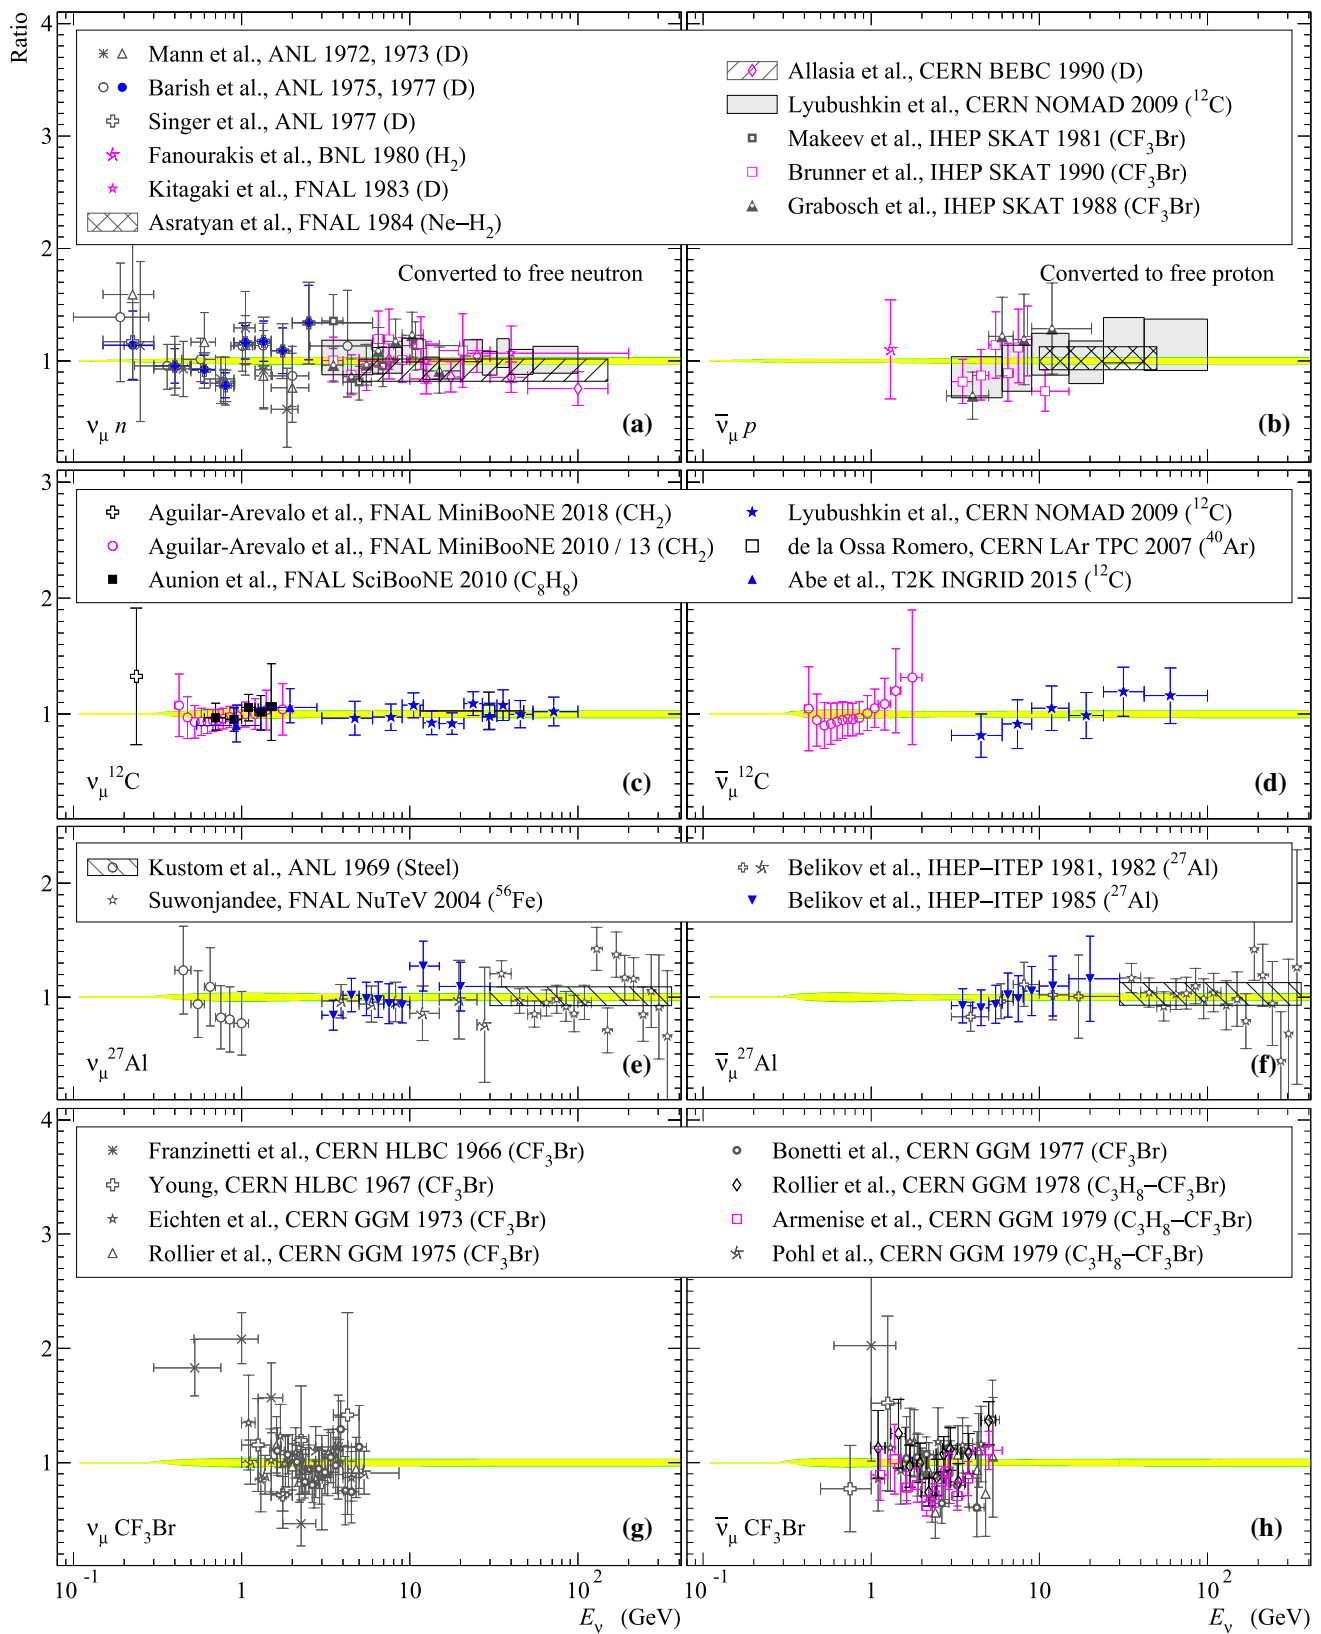 Ratio
4
3
2
1
Mann et al., ANL 1972, 1973 (D)
Barish et al., ANL 1975, 1977 (D)
Singer et al., ANL 1977 (D)
Fanourakis et al., BNL 1980 (H₂)
Kitagaki et al., FNAL 1983 (D)
Asratyan et al., FNAL 1984 (Ne−H₂)
Allasia et al., CERN BEBC 1990 (D)
Lyubushkin et al., CERN NOMAD 2009 (¹²C)
Makeev et al., IHEP SKAT 1981 (CF₃Br)
Brunner et al., IHEP SKAT 1990 (CF₃Br)
Grabosch et al., IHEP SKAT 1988 (CF₃Br)
Converted to free neutron
Converted to free proton
ν_μ n
(a)
ν̅_μ p
(b)
3
2
1
Aguilar-Arevalo et al., FNAL MiniBooNE 2018 (CH₂)
Aguilar-Arevalo et al., FNAL MiniBooNE 2010 / 13 (CH₂)
Aunion et al., FNAL SciBooNE 2010 (C₈H₈)
Lyubushkin et al., CERN NOMAD 2009 (¹²C)
de la Ossa Romero, CERN LAr TPC 2007 (⁴⁰Ar)
Abe et al., T2K INGRID 2015 (¹²C)
ν_μ ¹²C
(c)
ν̅_μ ¹²C
(d)
2
1
Kustom et al., ANL 1969 (Steel)
Suwonjandee, FNAL NuTeV 2004 (⁵⁶Fe)
Belikov et al., IHEP−ITEP 1981, 1982 (²⁷Al)
Belikov et al., IHEP−ITEP 1985 (²⁷Al)
ν_μ ²⁷Al
(e)
ν̅_μ ²⁷Al
(f)
4
3
2
1
Franzinetti et al., CERN HLBC 1966 (CF₃Br)
Young, CERN HLBC 1967 (CF₃Br)
Eichten et al., CERN GGM 1973 (CF₃Br)
Rollier et al., CERN GGM 1975 (CF₃Br)
Bonetti et al., CERN GGM 1977 (CF₃Br)
Rollier et al., CERN GGM 1978 (C₃H₈−CF₃Br)
Armenise et al., CERN GGM 1979 (C₃H₈−CF₃Br)
Pohl et al., CERN GGM 1979 (C₃H₈−CF₃Br)
ν_μ CF₃Br
(g)
ν̅_μ CF₃Br
(h)
10⁻¹ 1 10 10²
10⁻¹ 1 10 10²
E_ν (GeV)
E_ν (GeV)